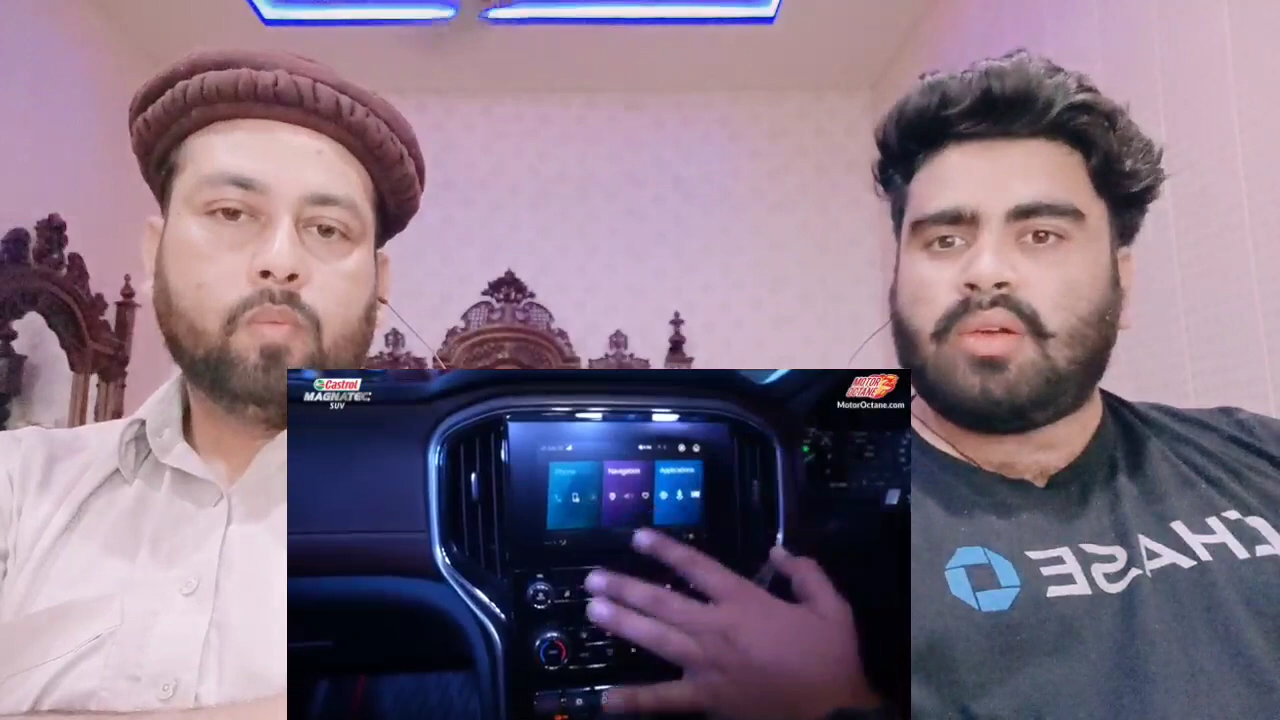 Castrol
MAGNATEC
SUV
MOTOR
OCTANE
MotorOctane.com
Phone
Navigation
Applications
CHASE